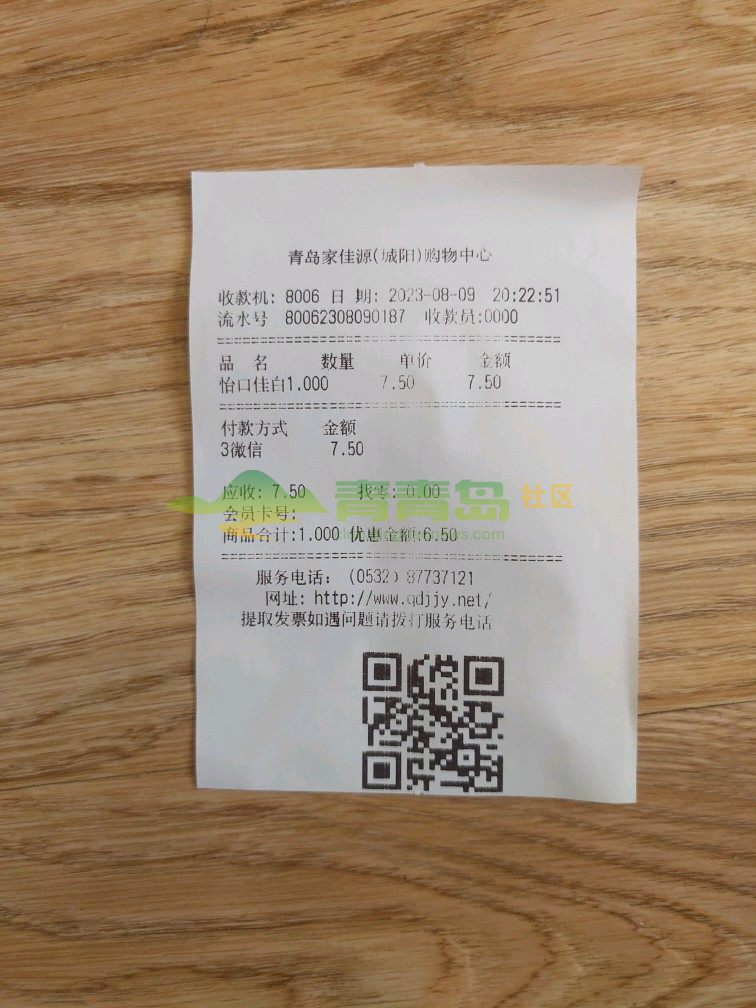 青岛家佳源(城阳)购物中心
收款机: 8006 日 期: 2023-08-09 20:22:51
流水号 80062308090187 收款员:0000
品 名 数量 单价 金额
怡口佳白1.000 7.50 7.50
付款方式 金额
3微信 7.50
应收: 7.50 找零: 0.00
青青岛 社区
会员卡号:
商品合计:1.000 优惠金额:6.50
服务电话: (0532) 87737121
网址: http://www.qdjjy.net/
提取发票如遇问题请拨打服务电话